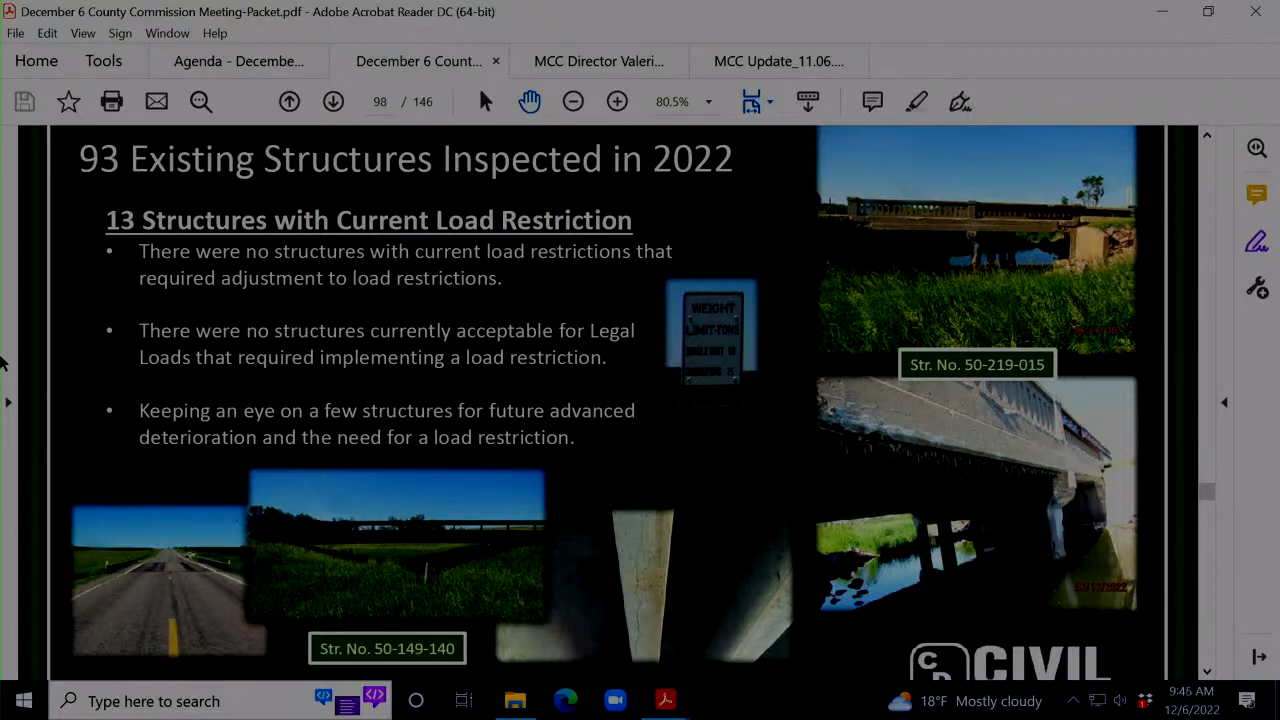 December 6 County Commission Meeting-Packet.pdf - Adobe Acrobat Reader DC (64-bit)
File Edit View Sign Window Help
Home Tools Agenda - Decembe... December 6 Count... × MCC Director Valeri... MCC Update_11.06....
98 / 146 80.5%
93 Existing Structures Inspected in 2022
13 Structures with Current Load Restriction
• There were no structures with current load restrictions that
required adjustment to load restrictions.
• There were no structures currently acceptable for Legal
Loads that required implementing a load restriction.
• Keeping an eye on a few structures for future advanced
deterioration and the need for a load restriction.
WEIGHT
LIMIT-TONS
Str. No. 50-219-015
Str. No. 50-149-140
CIVIL
Type here to search
18°F Mostly cloudy
9:45 AM
12/6/2022